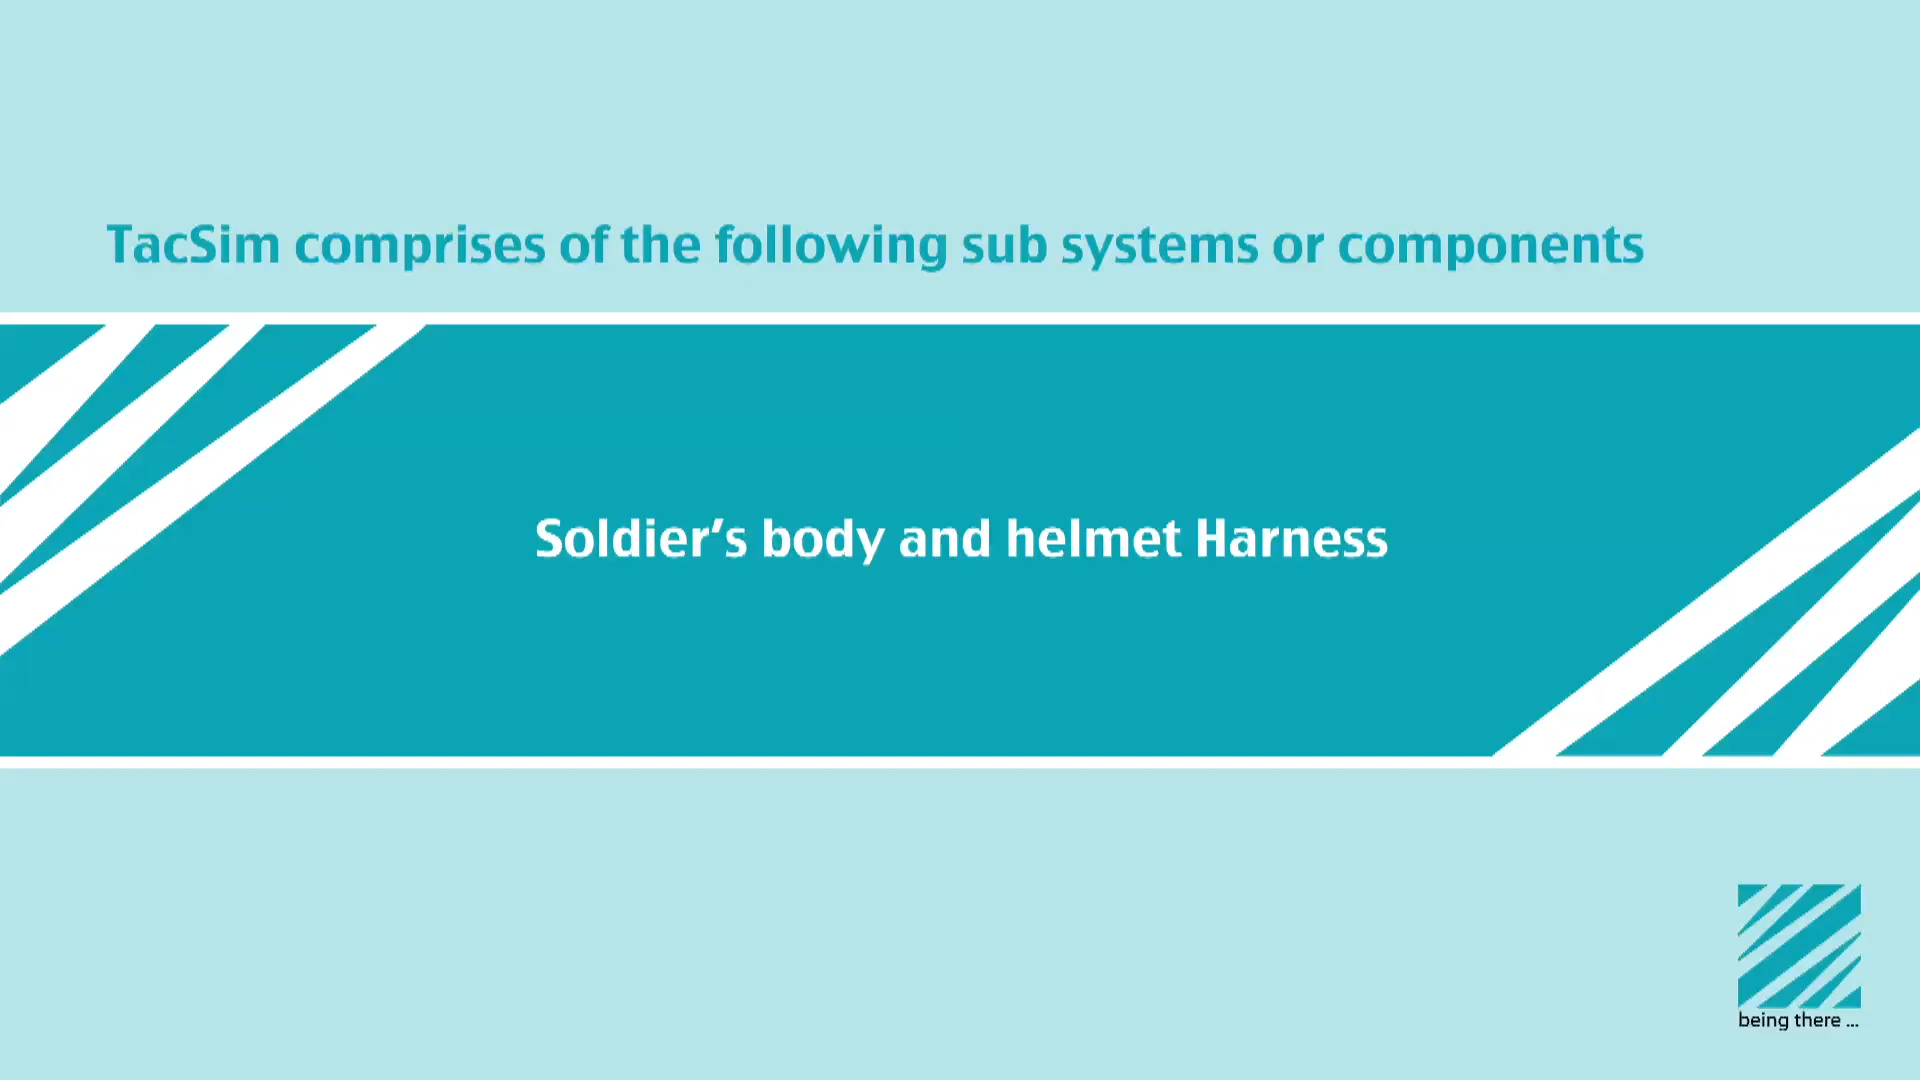 TacSim comprises of the following sub systems or components
Soldier’s body and helmet Harness
being there ...